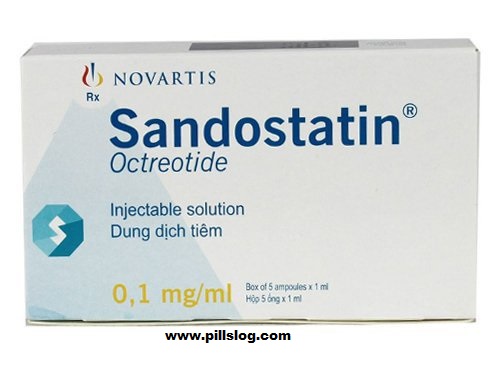 NOVARTIS
Rx
Sandostatin®
Octreotide
Injectable solution
Dung dịch tiêm
0,1 mg/ml
Box of 5 ampoules x 1 ml
Hộp 5 ống x 1 ml
www.pillslog.com